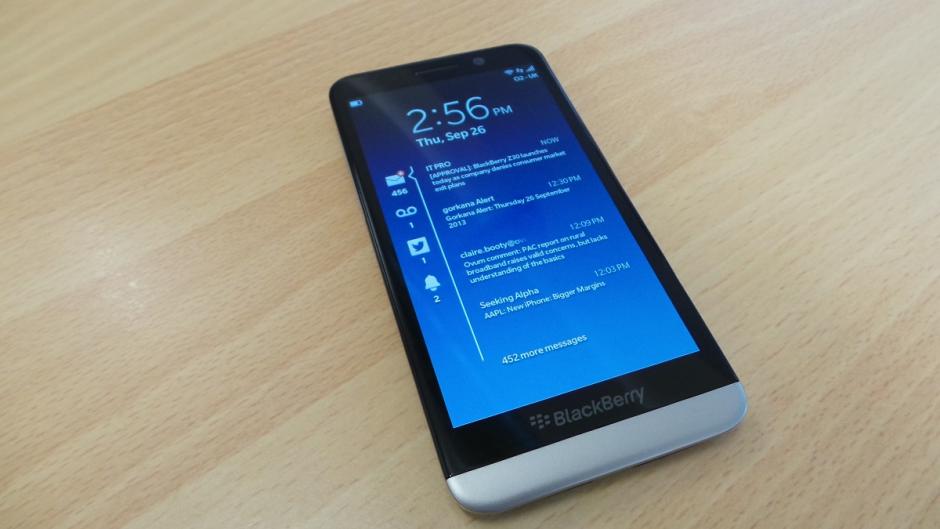 O2 - UK
2:56 PM
Thu, Sep 26
456
1
1
2
IT PRO NOW
[APPROVAL]: BlackBerry Z30 launches
today as company denies consumer market
exit plans
gorkana Alert 12:30 PM
Gorkana Alert: Thursday 26 September
2013
claire.booty@ov 12:09 PM
Ovum comment: PAC report on rural
broadband raises valid concerns, but lacks
understanding of the basics
Seeking Alpha 12:03 PM
AAPL: New iPhone: Bigger Margins
452 more messages
BlackBerry